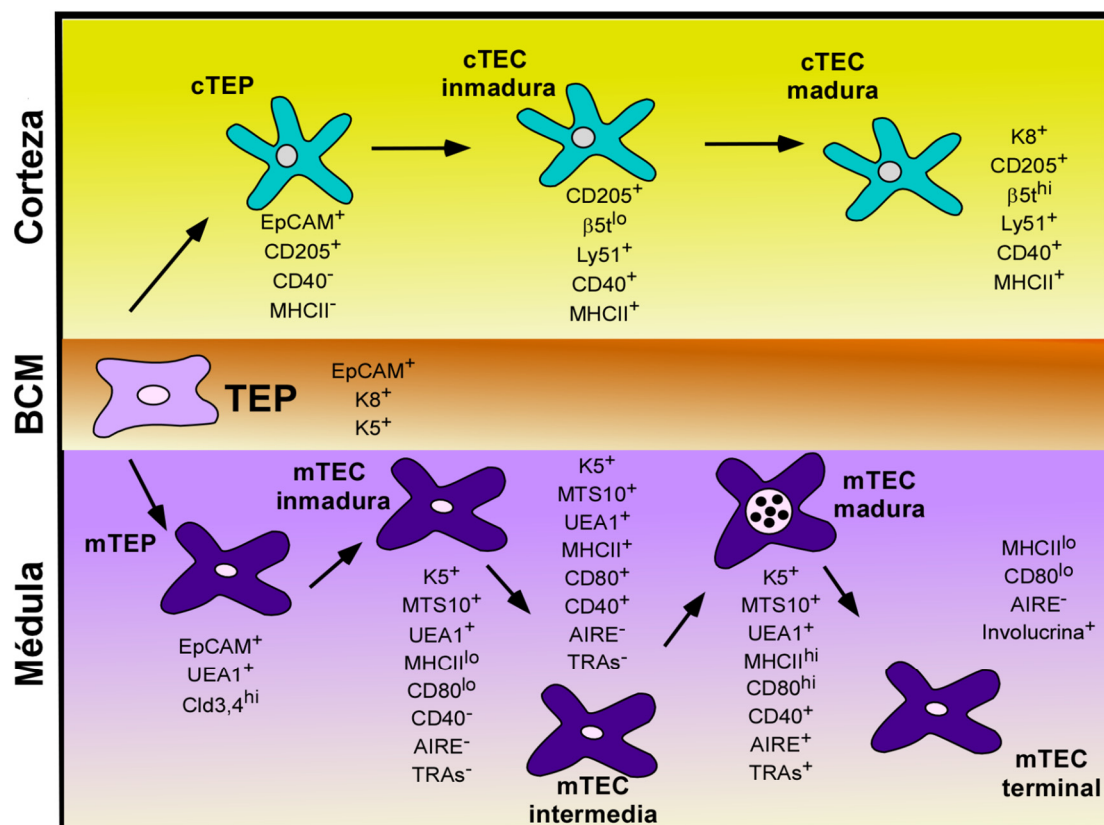 Corteza
cTEP
EpCAM⁺
CD205⁺
CD40⁻
MHCII⁻
cTEC
inmadura
CD205⁺
β5tˡᵒ
Ly51⁺
CD40⁺
MHCII⁺
cTEC
madura
K8⁺
CD205⁺
β5tʰⁱ
Ly51⁺
CD40⁺
MHCII⁺
BCM
TEP
EpCAM⁺
K8⁺
K5⁺
Médula
mTEP
EpCAM⁺
UEA1⁺
Cld3,4ʰⁱ
mTEC
inmadura
K5⁺
MTS10⁺
UEA1⁺
MHCIIˡᵒ
CD80ˡᵒ
CD40⁻
AIRE⁻
TRAs⁻
K5⁺
MTS10⁺
UEA1⁺
MHCII⁺
CD80⁺
CD40⁺
AIRE⁻
TRAs⁻
mTEC
intermedia
mTEC
madura
K5⁺
MTS10⁺
UEA1⁺
MHCIIʰⁱ
CD80ʰⁱ
CD40⁺
AIRE⁺
TRAs⁺
MHCIIˡᵒ
CD80ˡᵒ
AIRE⁻
Involucrina⁺
mTEC
terminal